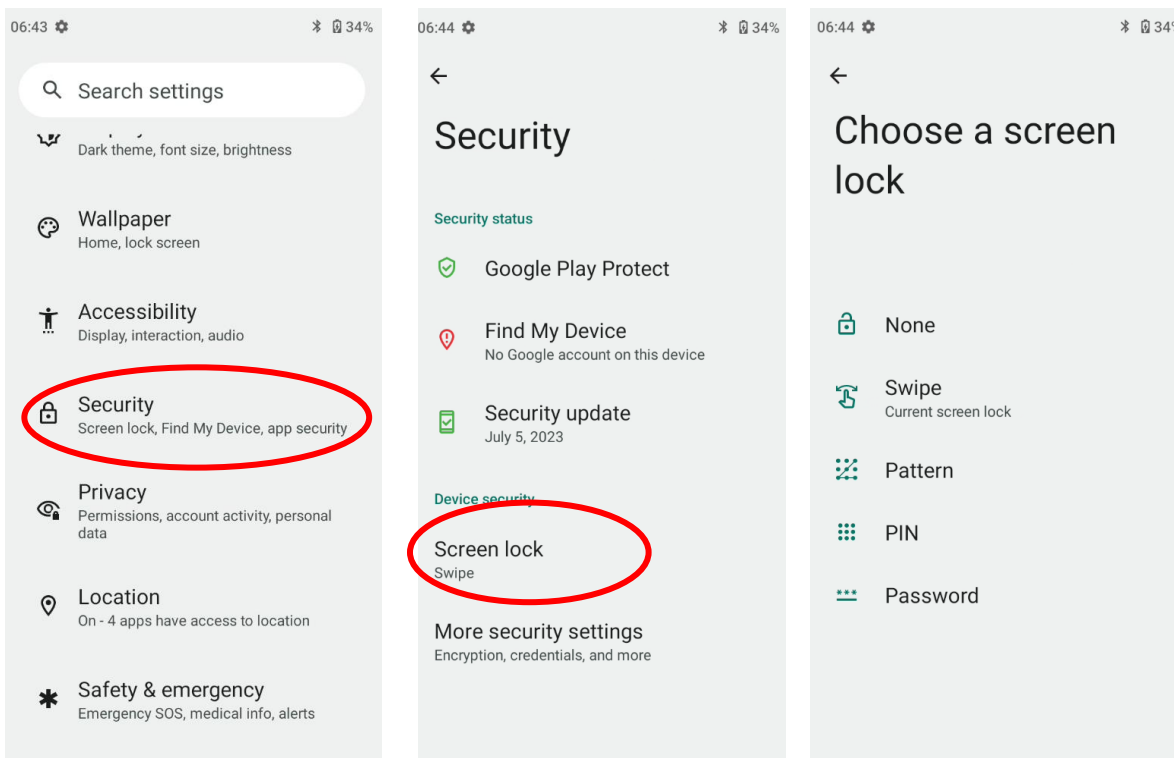 06:43
34%
Search settings
Dark theme, font size, brightness
Wallpaper
Home, lock screen
Accessibility
Display, interaction, audio
Security
Screen lock, Find My Device, app security
Privacy
Permissions, account activity, personal
data
Location
On - 4 apps have access to location
Safety & emergency
Emergency SOS, medical info, alerts
06:44
34%
Security
Security status
Google Play Protect
Find My Device
No Google account on this device
Security update
July 5, 2023
Device security
Screen lock
Swipe
More security settings
Encryption, credentials, and more
06:44
34%
Choose a screen
lock
None
Swipe
Current screen lock
Pattern
PIN
Password